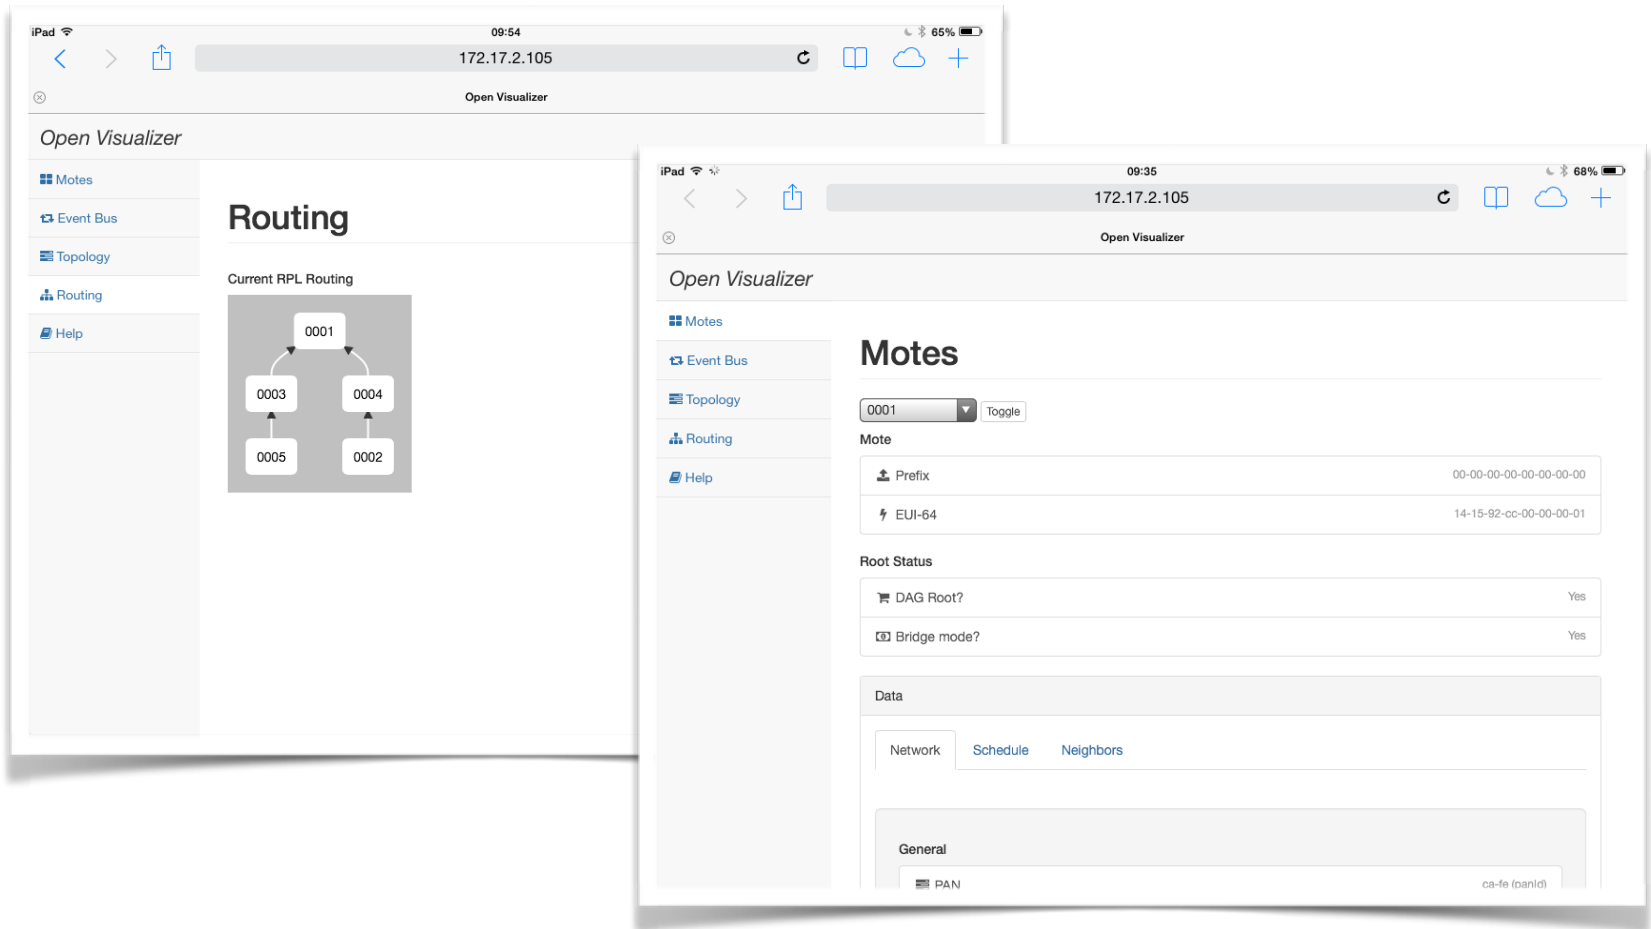 iPad 09:54 65%
172.17.2.105
Open Visualizer
Open Visualizer
Motes
Event Bus
Topology
Routing
Help
Routing
Current RPL Routing
0001
0003 0004
0005 0002
iPad 09:35 68%
172.17.2.105
Open Visualizer
Open Visualizer
Motes
Event Bus
Topology
Routing
Help
Motes
0001 Toggle
Mote
Prefix 00-00-00-00-00-00-00-00
EUI-64 14-15-92-cc-00-00-00-01
Root Status
DAG Root? Yes
Bridge mode? Yes
Data
Network Schedule Neighbors
General
PAN ca-fe (panId)